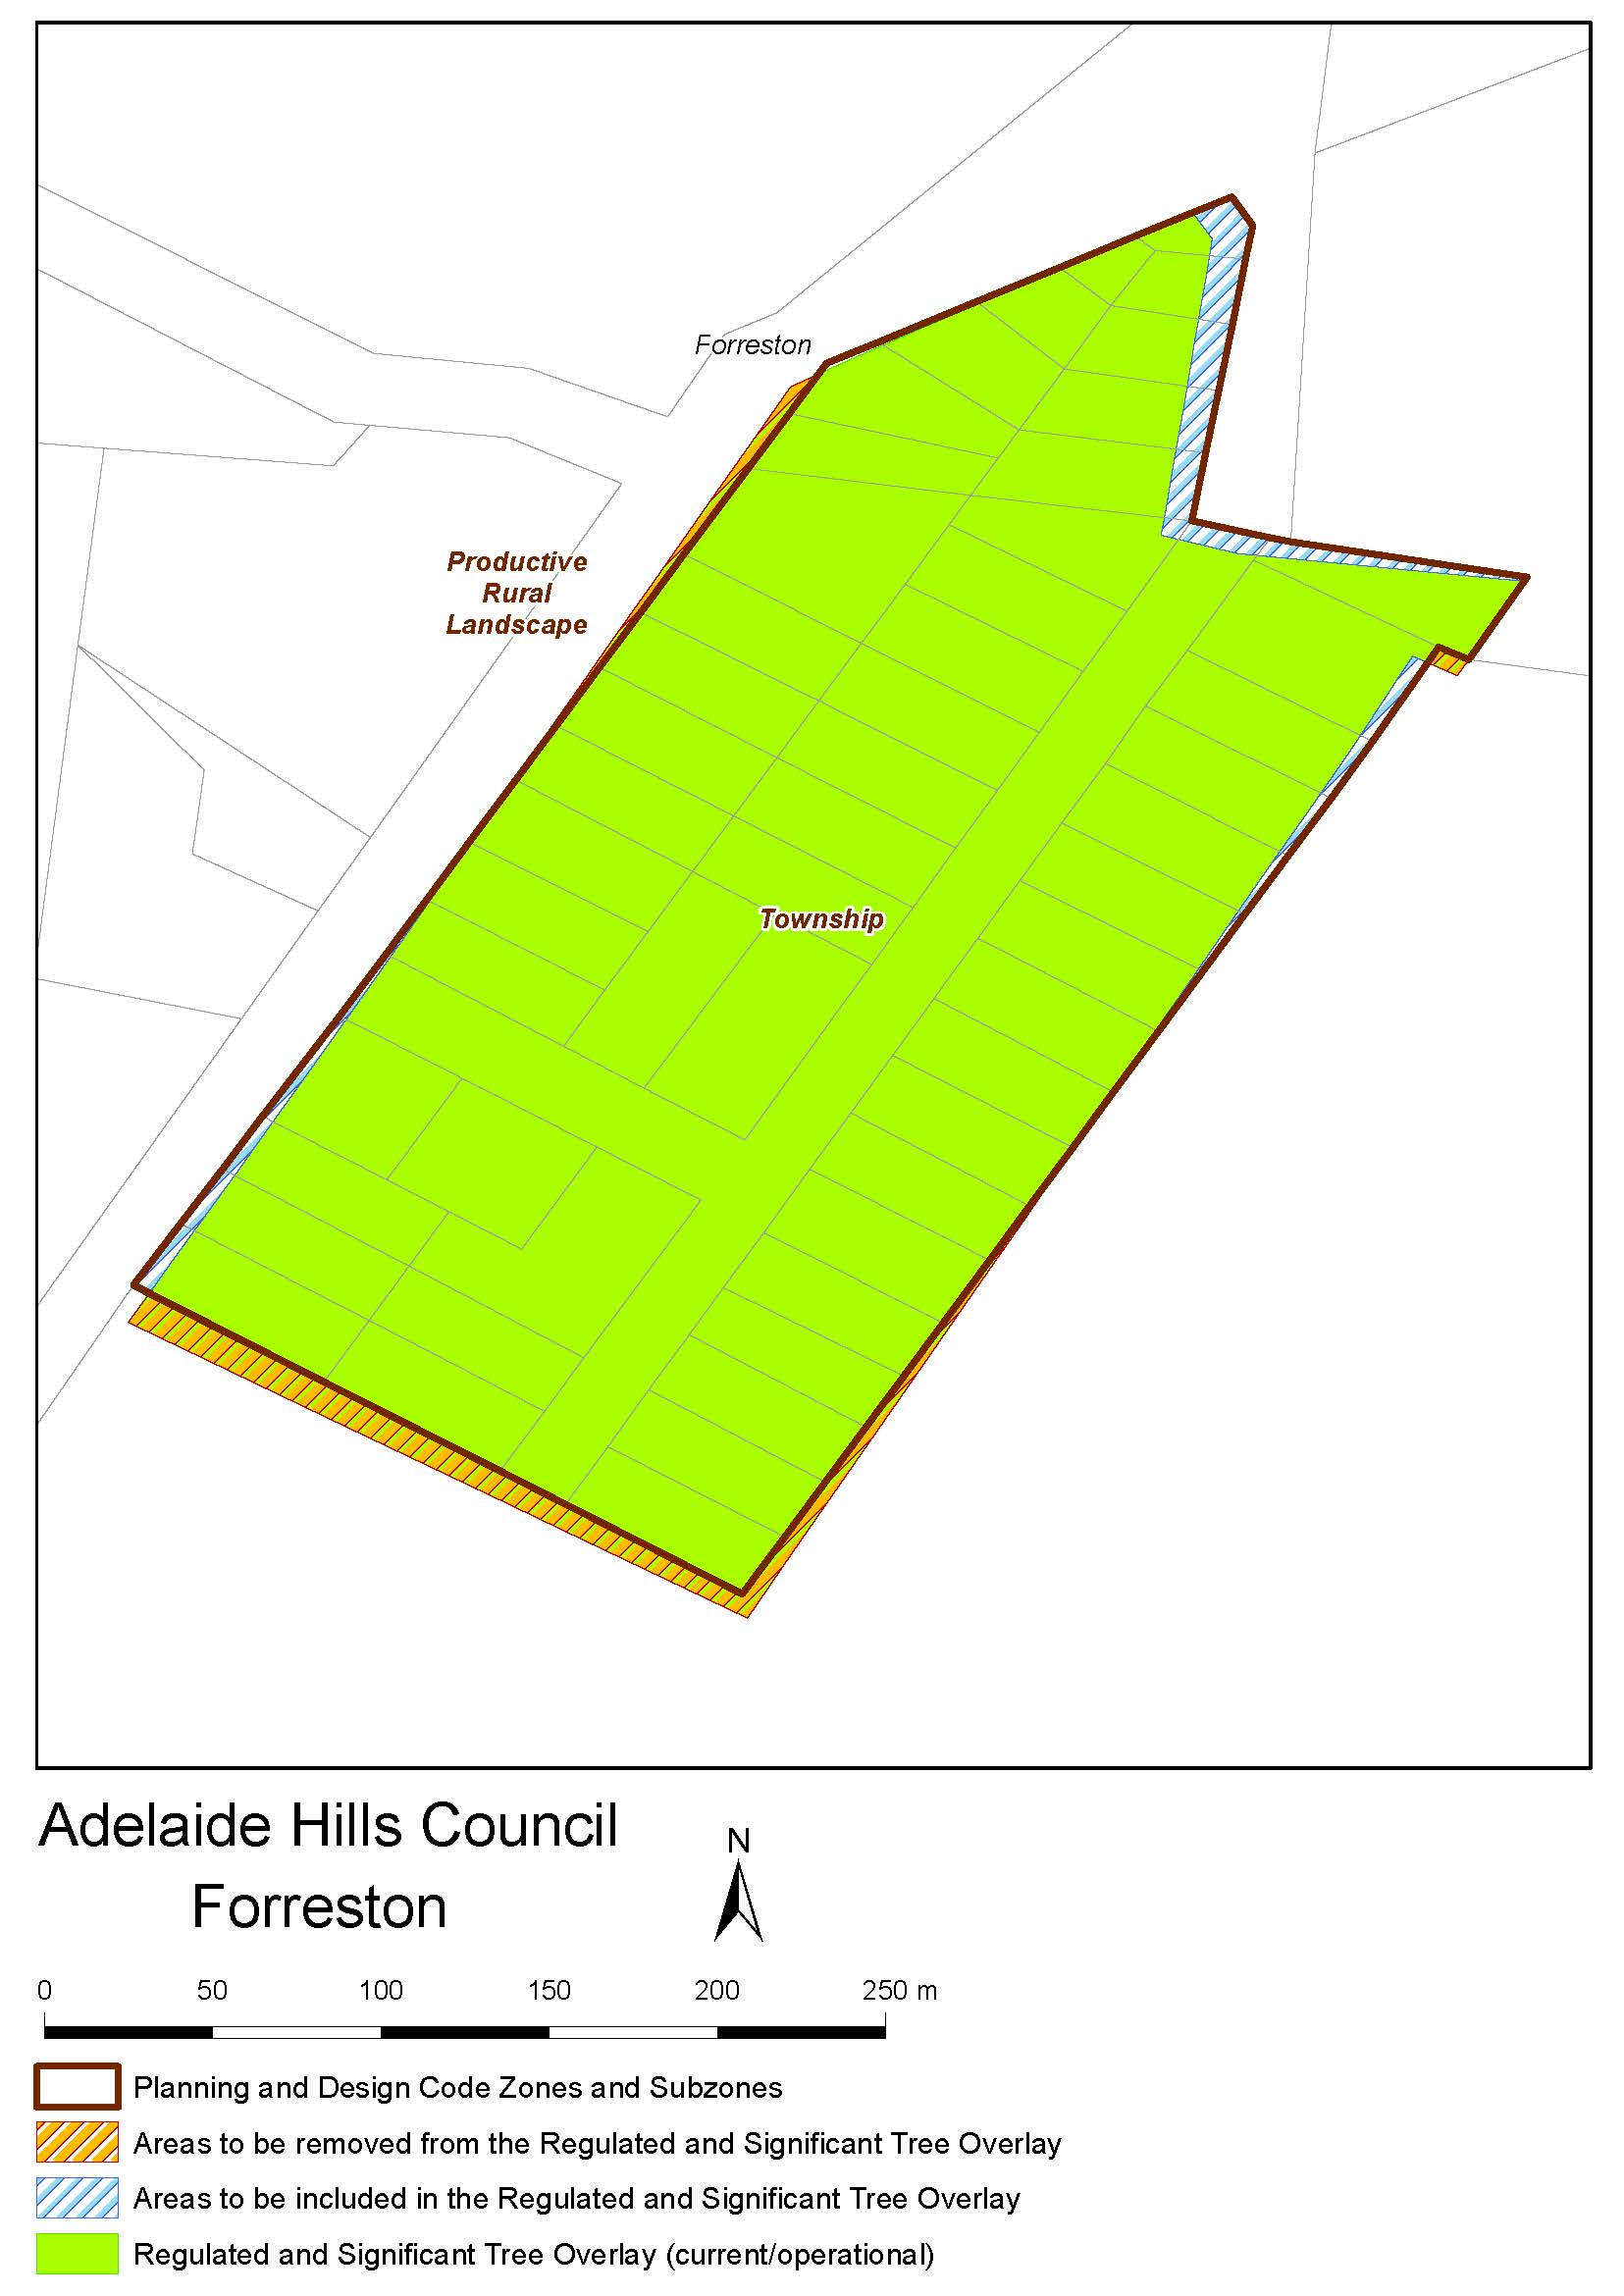 Forreston
Productive
Rural
Landscape
Township
Adelaide Hills Council
Forreston
N
0 50 100 150 200 250 m
Planning and Design Code Zones and Subzones
Areas to be removed from the Regulated and Significant Tree Overlay
Areas to be included in the Regulated and Significant Tree Overlay
Regulated and Significant Tree Overlay (current/operational)